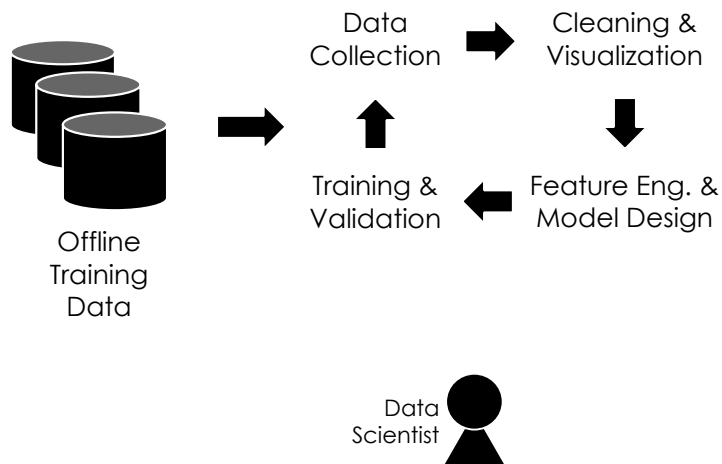 Data
Collection
Cleaning &
Visualization
Training &
Validation
Feature Eng. &
Model Design
Offline
Training
Data
Data
Scientist